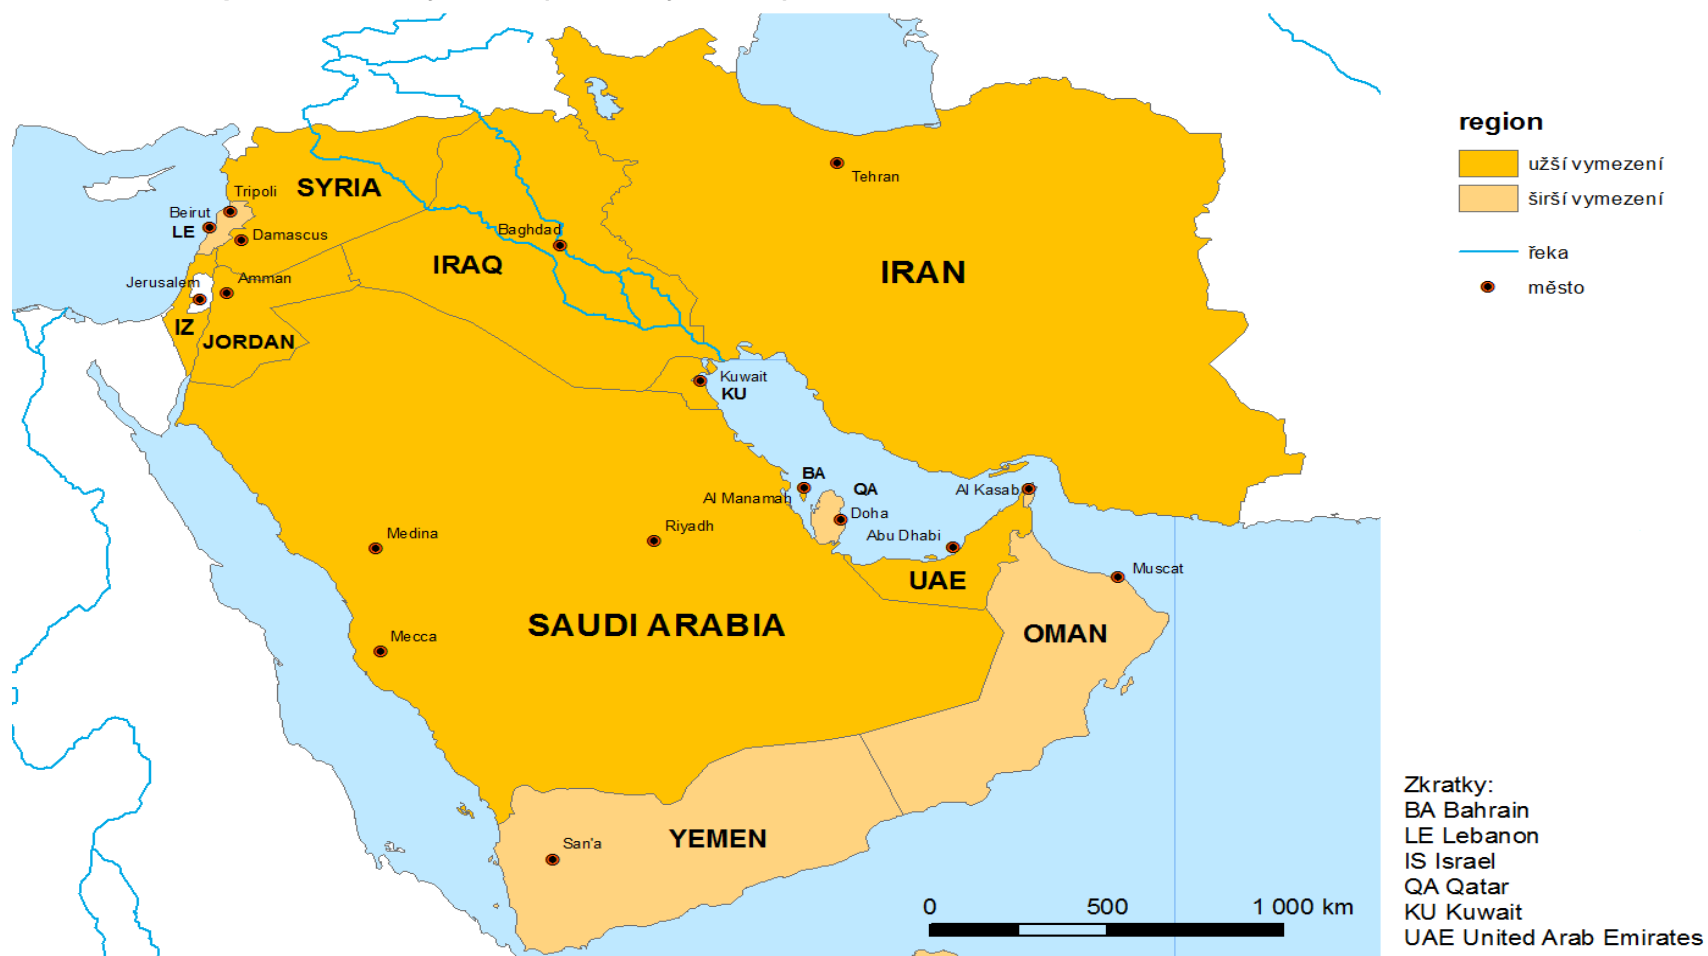 Tehran
Tripoli
SYRIA
Beirut
LE
Damascus
Baghdad
IRAQ
IRAN
Jerusalem
Amman
IZ
JORDAN
Kuwait
KU
BA
Al Manamah
QA
Doha
Al Kasab
Abu Dhabi
Medina
Riyadh
UAE
Muscat
Mecca
SAUDI ARABIA
OMAN
YEMEN
San'a
0 500 1 000 km
region
užší vymezení
širší vymezení
řeka
město
Zkratky:
BA Bahrain
LE Lebanon
IS Israel
QA Qatar
KU Kuwait
UAE United Arab Emirates